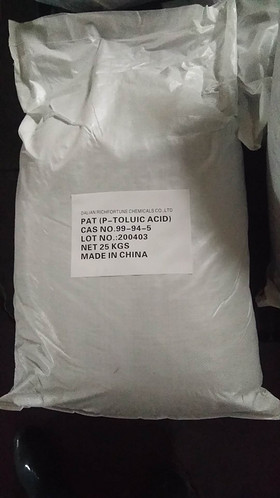 DALIAN RICHFORTUNE CHEMICALS CO., LTD
PAT (P-TOLUIC ACID)
CAS NO.99-94-5
LOT NO.:200403
NET 25 KGS
MADE IN CHINA